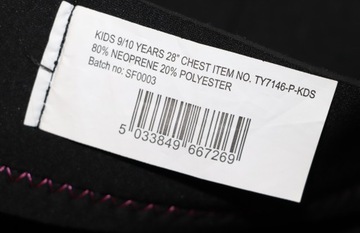 KIDS 9/10 YEARS 28" CHEST ITEM NO. TY7146-P-KDS
80% NEOPRENE 20% POLYESTER
Batch no: SF0003
5 033849 667269